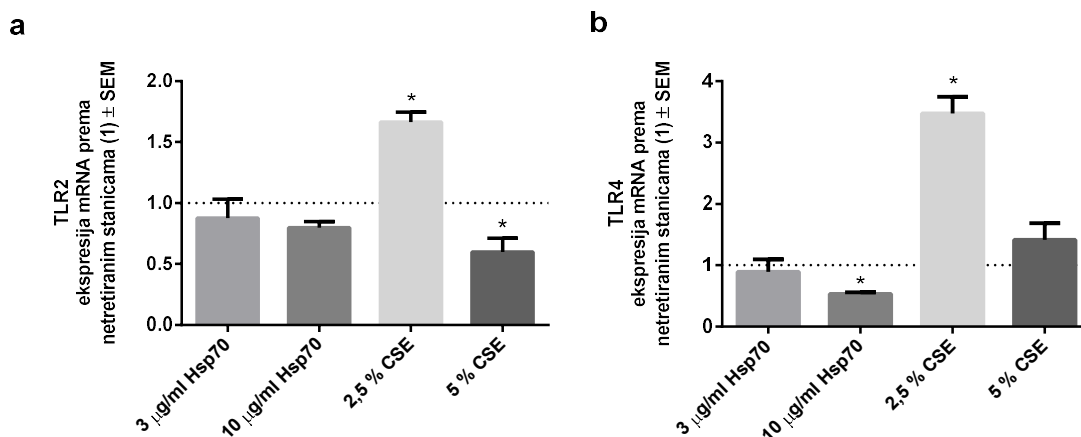 a
TLR2
ekspresija mRNA prema
netretiranim stanicama (1) ± SEM
2.0
1.5
1.0
0.5
0.0
*
*
3 µg/ml Hsp70
10 µg/ml Hsp70
2,5 % CSE
5 % CSE
b
TLR4
ekspresija mRNA prema
netretiranim stanicama (1) ± SEM
4
3
2
1
0
*
*
3 µg/ml Hsp70
10 µg/ml Hsp70
2,5 % CSE
5 % CSE